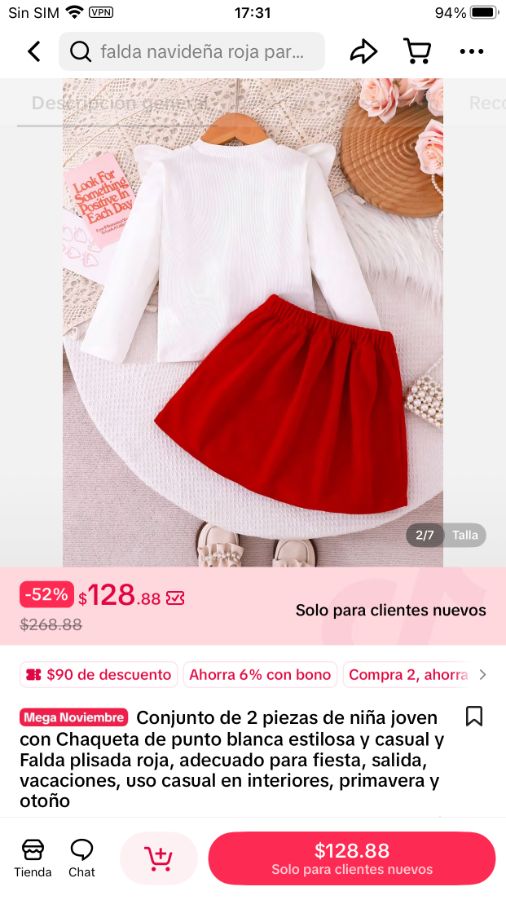 Sin SIM VPN 17:31 94%
falda navideña roja par...
Descripción general Reco
Look For
Something
Positive In
Each Day
2/7 Talla
-52% $128.88
$268.88
Solo para clientes nuevos
$90 de descuento Ahorra 6% con bono Compra 2, ahorra
Mega Noviembre Conjunto de 2 piezas de niña joven
con Chaqueta de punto blanca estilosa y casual y
Falda plisada roja, adecuado para fiesta, salida,
vacaciones, uso casual en interiores, primavera y
otoño
Tienda Chat
$128.88
Solo para clientes nuevos